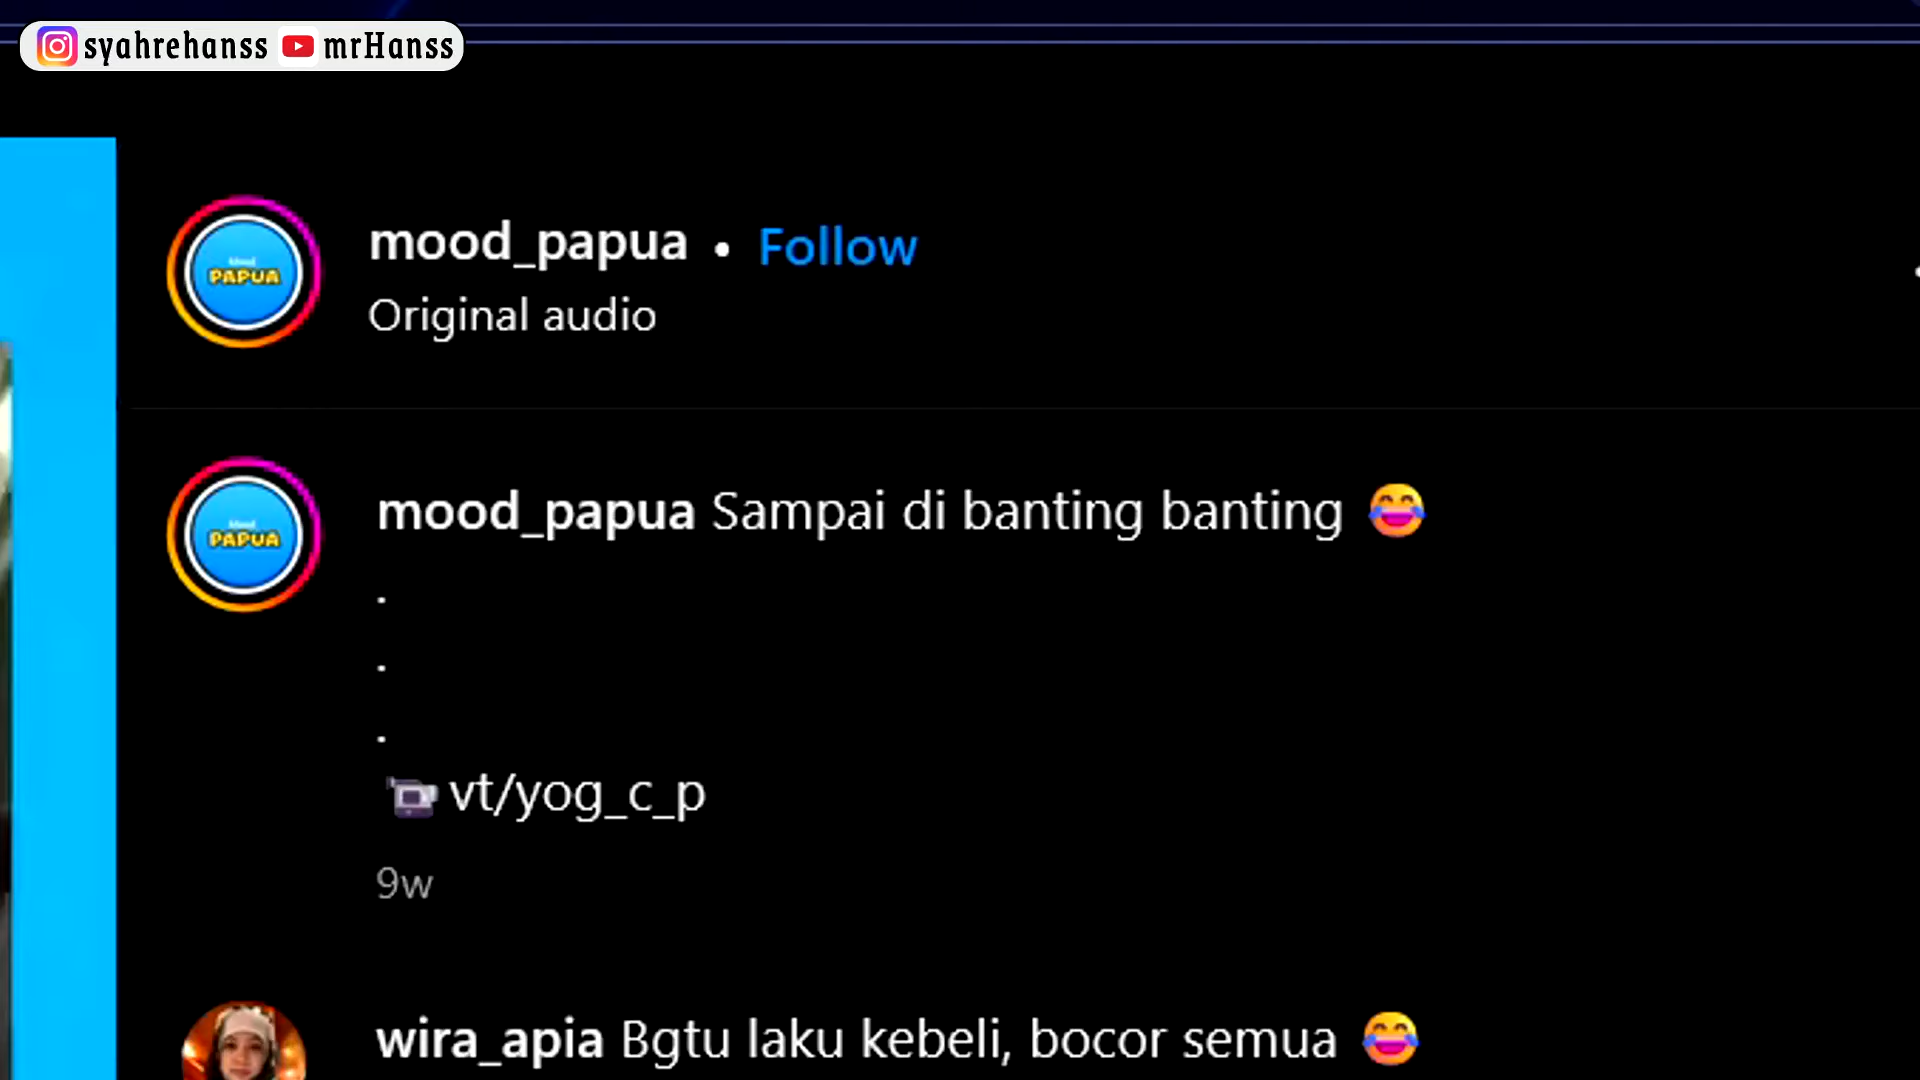 syahrehanss mrHanss
mood_papua • Follow
Original audio
mood_papua Sampai di banting banting 😂
.
.
.
vt/yog_c_p
9w
wira_apia Bgtu laku kebeli, bocor semua 😂
PAPUA
PAPUA